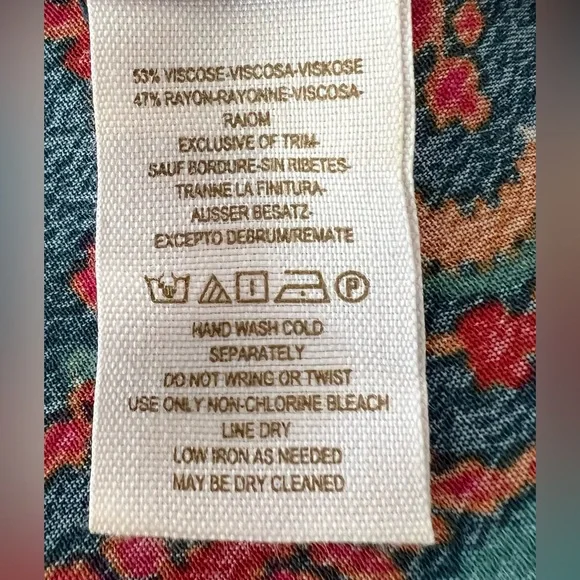 53% VISCOSE-VISCOSA-VISKOSE
47% RAYON-RAYONNE-VISCOSA-
RAIOM
EXCLUSIVE OF TRIM-
SAUF BORDURE-SIN RIBETES-
TRANNE LA FINITURA-
AUSSER BESATZ-
EXCEPTO DEBRUM/REMATE
P
HAND WASH COLD
SEPARATELY
DO NOT WRING OR TWIST
USE ONLY NON-CHLORINE BLEACH
LINE DRY
LOW IRON AS NEEDED
MAY BE DRY CLEANED